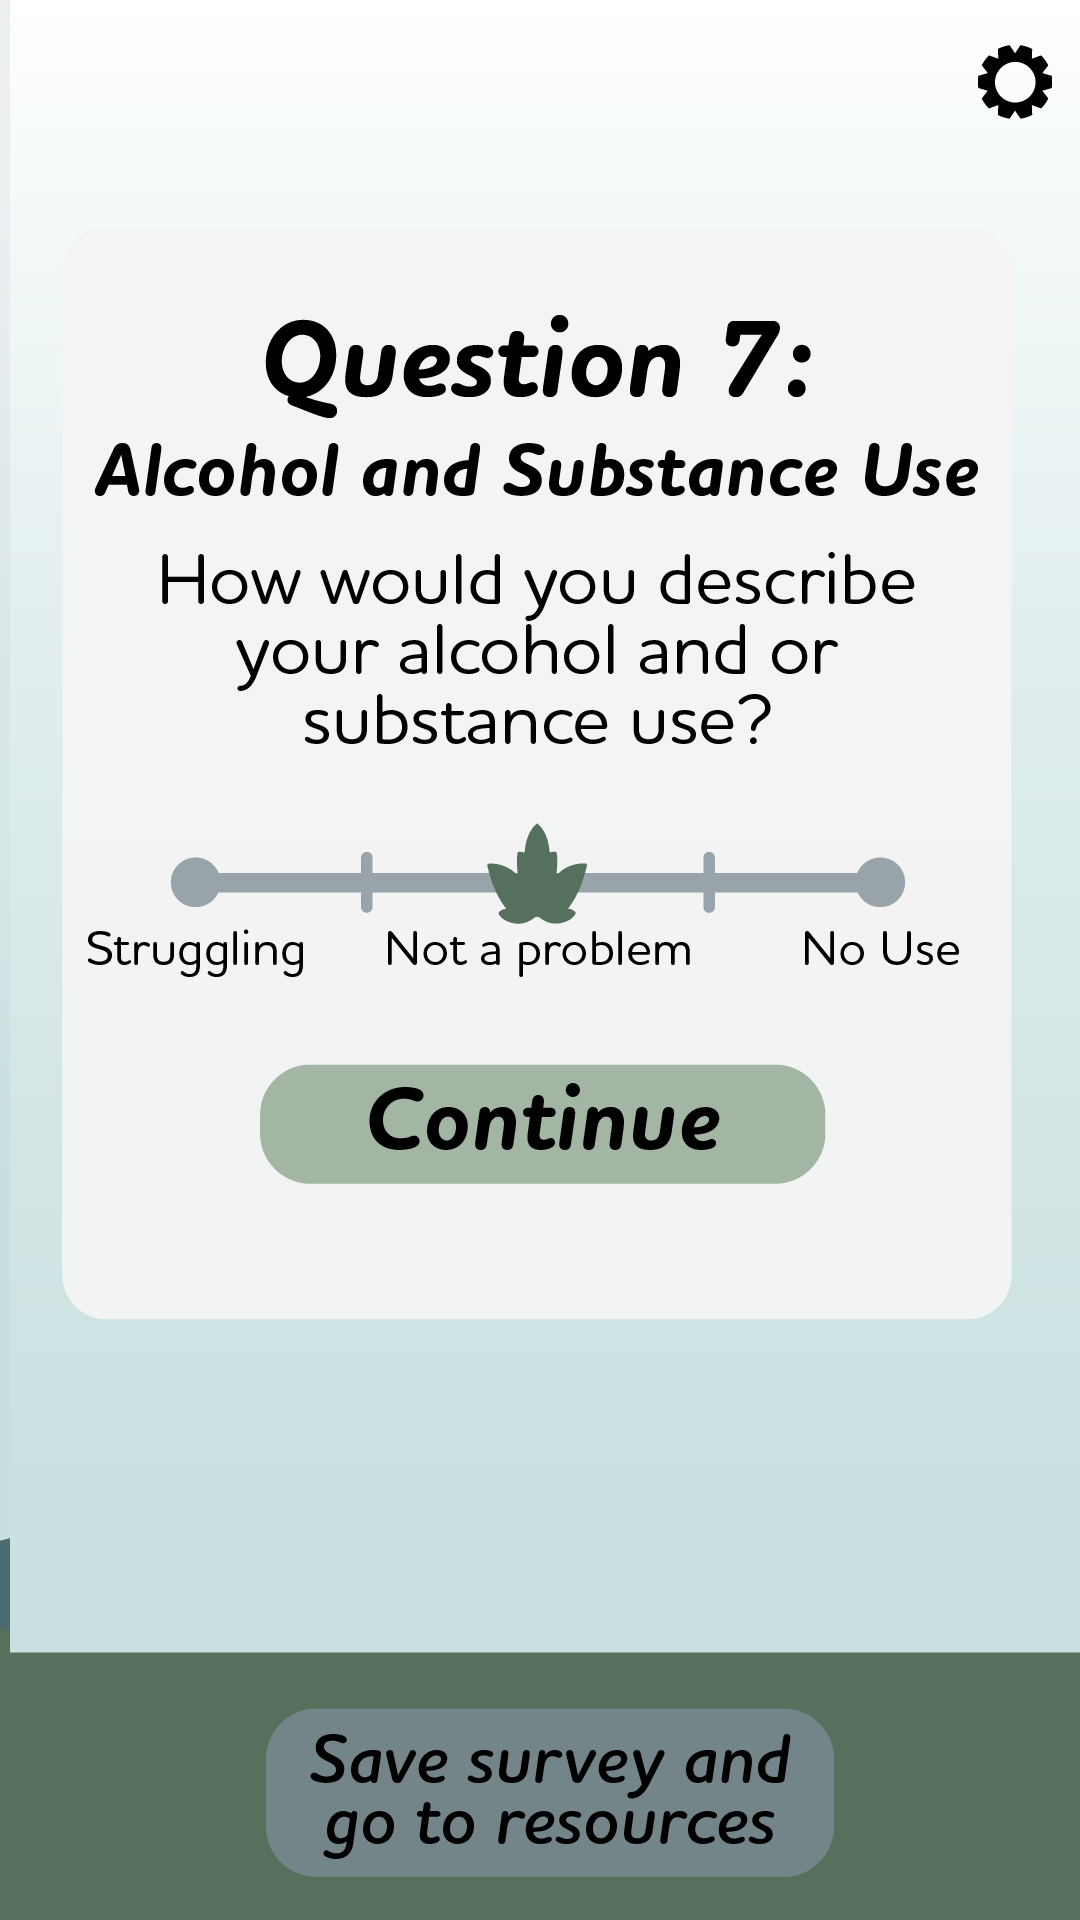 Question 7:
Alcohol and Substance Use
How would you describe
your alcohol and or
substance use?
Struggling Not a problem No Use
Continue
Save survey and
go to resources